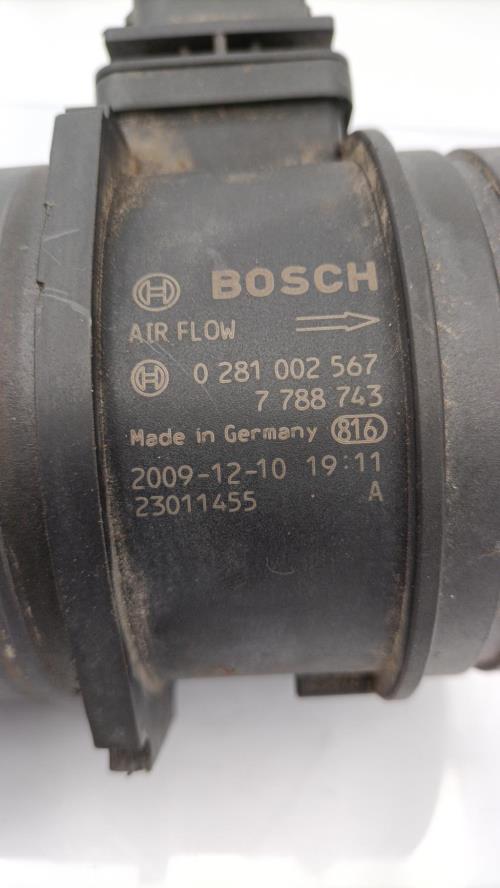 BOSCH
AIR FLOW
0 281 002 567
7 788 743
Made in Germany 816
2009-12-10 19:11
23011455 A